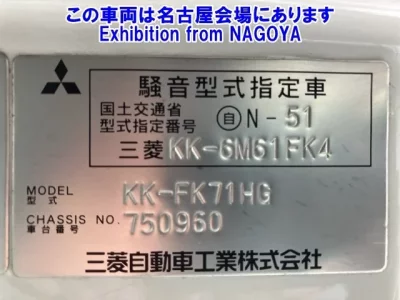 この車両は名古屋会場にあります
Exhibition from NAGOYA
騒音型式指定車
国土交通省
型式指定番号 自 N-51
三菱 KK-6M61FK4
MODEL
型式 KK-FK71HG
CHASSIS NO.
車台番号 750960
三菱自動車工業株式会社